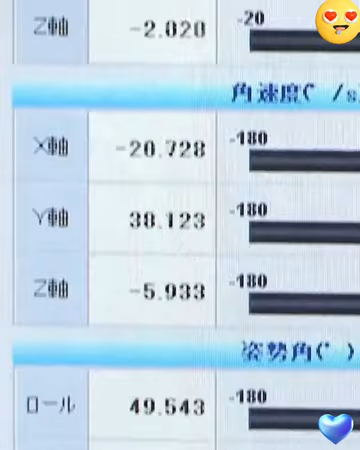 Z軸 -2.020 -20
角速度(° /s
X軸 -20.728 -180
Y軸 38.123 -180
Z軸 -5.933 -180
姿勢角(° )
ロール 49.543 -180